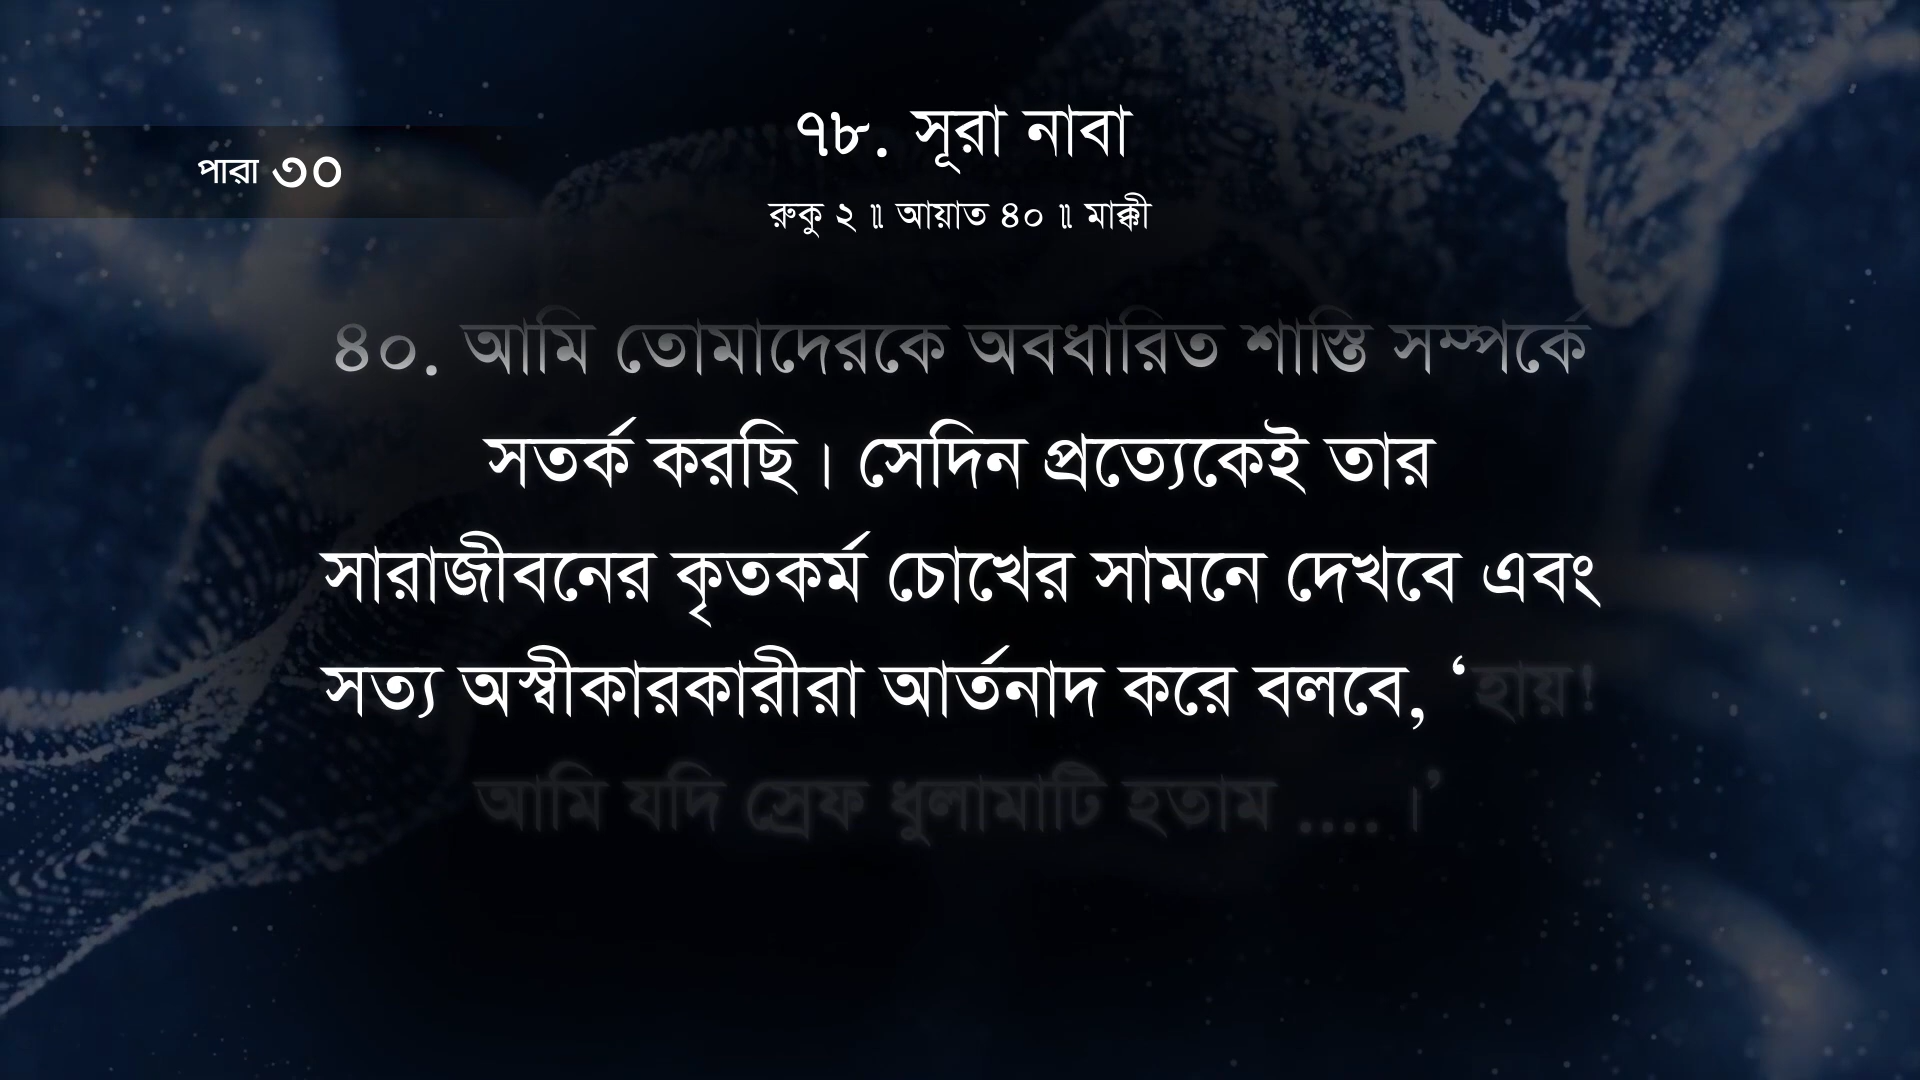 ৭৮. সূরা নাবা
পারা ৩০
রুকু ২ ॥ আয়াত ৪০ ॥ মাক্কী
৪০. আমি তোমাদেরকে অবধারিত শাস্তি সম্পর্কে
সতর্ক করছি। সেদিন প্রত্যেকেই তার
সারাজীবনের কৃতকর্ম চোখের সামনে দেখবে এবং
সত্য অস্বীকারকারীরা আর্তনাদ করে বলবে, ‘হায়!
আমি যদি স্রেফ ধুলামাটি হতাম ....।’